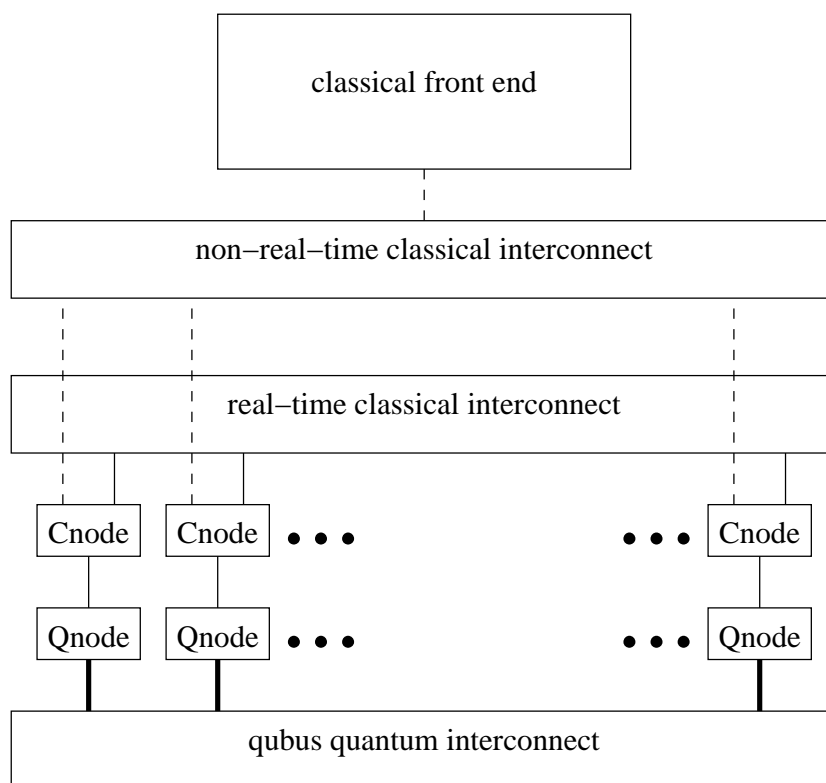 classical front end
non−real−time classical interconnect
real−time classical interconnect
Cnode Cnode Cnode
Qnode Qnode Qnode
qubus quantum interconnect